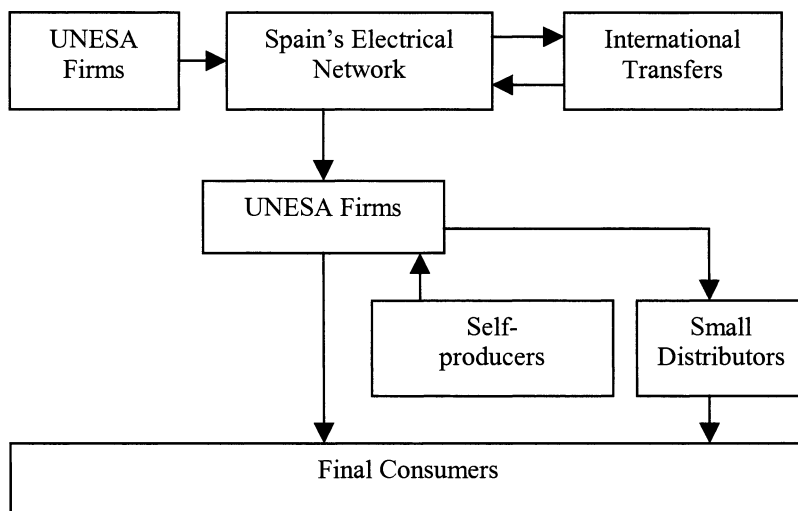 UNESA
Firms
Spain's Electrical
Network
International
Transfers
UNESA Firms
Self-
producers
Small
Distributors
Final Consumers